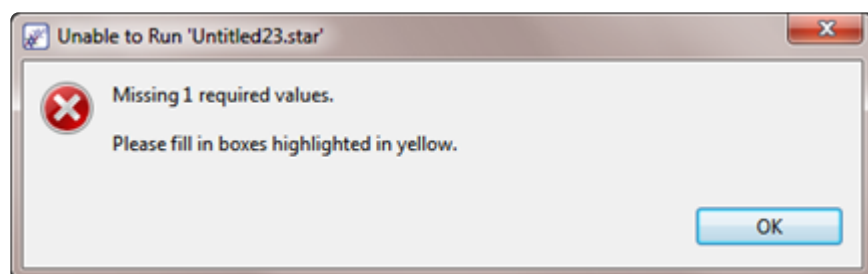 Unable to Run 'Untitled23.star'
Missing 1 required values.
Please fill in boxes highlighted in yellow.
OK